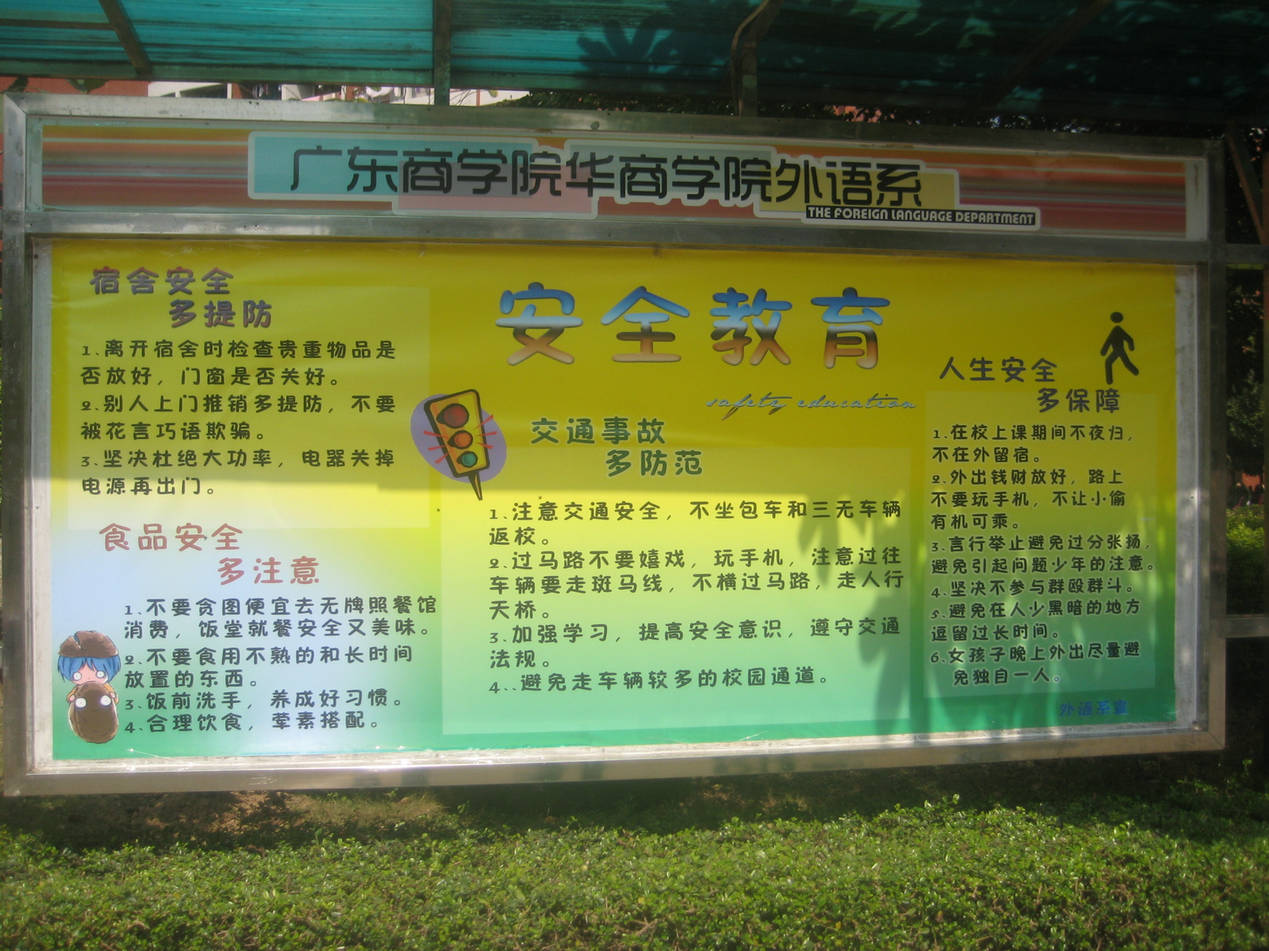 广东商学院华商学院外语系
THE FOREIGN LANGUAGE DEPARTMENT
安全教育
safety education
宿舍安全
多提防
1.离开宿舍时检查贵重物品是
否放好，门窗是否关好。
2.别人上门推销多提防，不要
被花言巧语欺骗。
3.坚决杜绝大功率，电器关掉
电源再出门。
食品安全
多注意
1.不要贪图便宜去无牌照餐馆
消费，饭堂就餐安全又美味。
2.不要食用不熟的和长时间
放置的东西。
3.饭前洗手，养成好习惯。
4.合理饮食，荤素搭配。
交通事故
多防范
1.注意交通安全，不坐包车和三无车辆
返校。
2.过马路不要嬉戏，玩手机，注意过往
车辆要走斑马线，不横过马路，走人行
天桥。
3.加强学习，提高安全意识，遵守交通
法规。
4..避免走车辆较多的校园通道。
人生安全
多保障
1.在校上课期间不夜归，
不在外留宿。
2.外出钱财放好，路上
不要玩手机，不让小偷
有机可乘。
3.言行举止避免过分张扬，
避免引起问题少年的注意。
4.坚决不参与群殴群斗。
5.避免在人少黑暗的地方
逗留过长时间。
6.女孩子晚上外出尽量避
免独自一人。
外语系宣